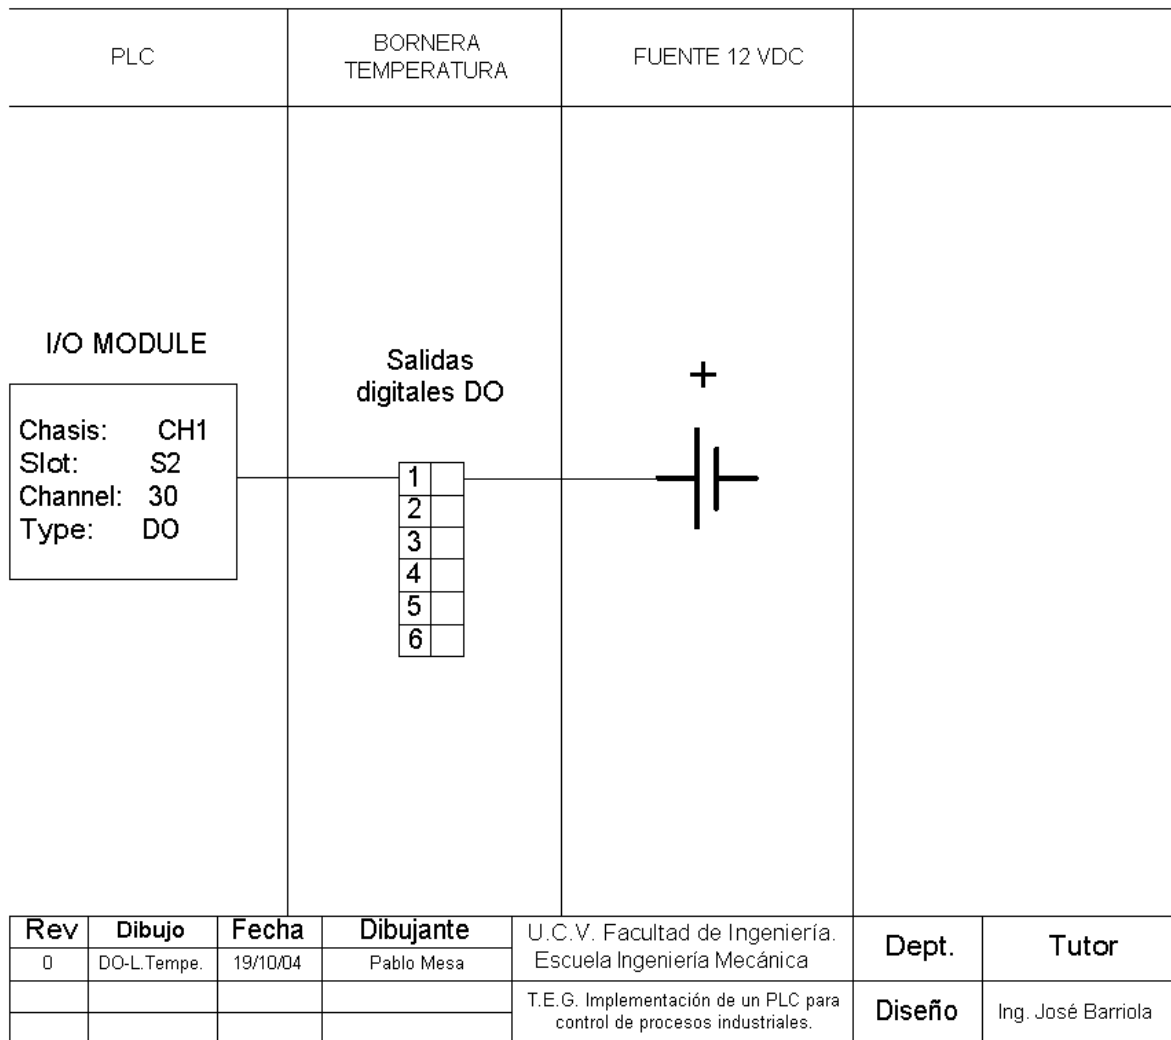 PLC
BORNERA
TEMPERATURA
FUENTE 12 VDC
I/O MODULE
Chasis: CH1
Slot: S2
Channel: 30
Type: DO
Salidas
digitales DO
1
2
3
4
5
6
+
Rev Dibujo Fecha Dibujante
0 DO-L.Tempe. 19/10/04 Pablo Mesa
U.C.V. Facultad de Ingeniería.
Escuela Ingeniería Mecánica
T.E.G. Implementación de un PLC para
control de procesos industriales.
Dept. Tutor
Diseño Ing. José Barriola